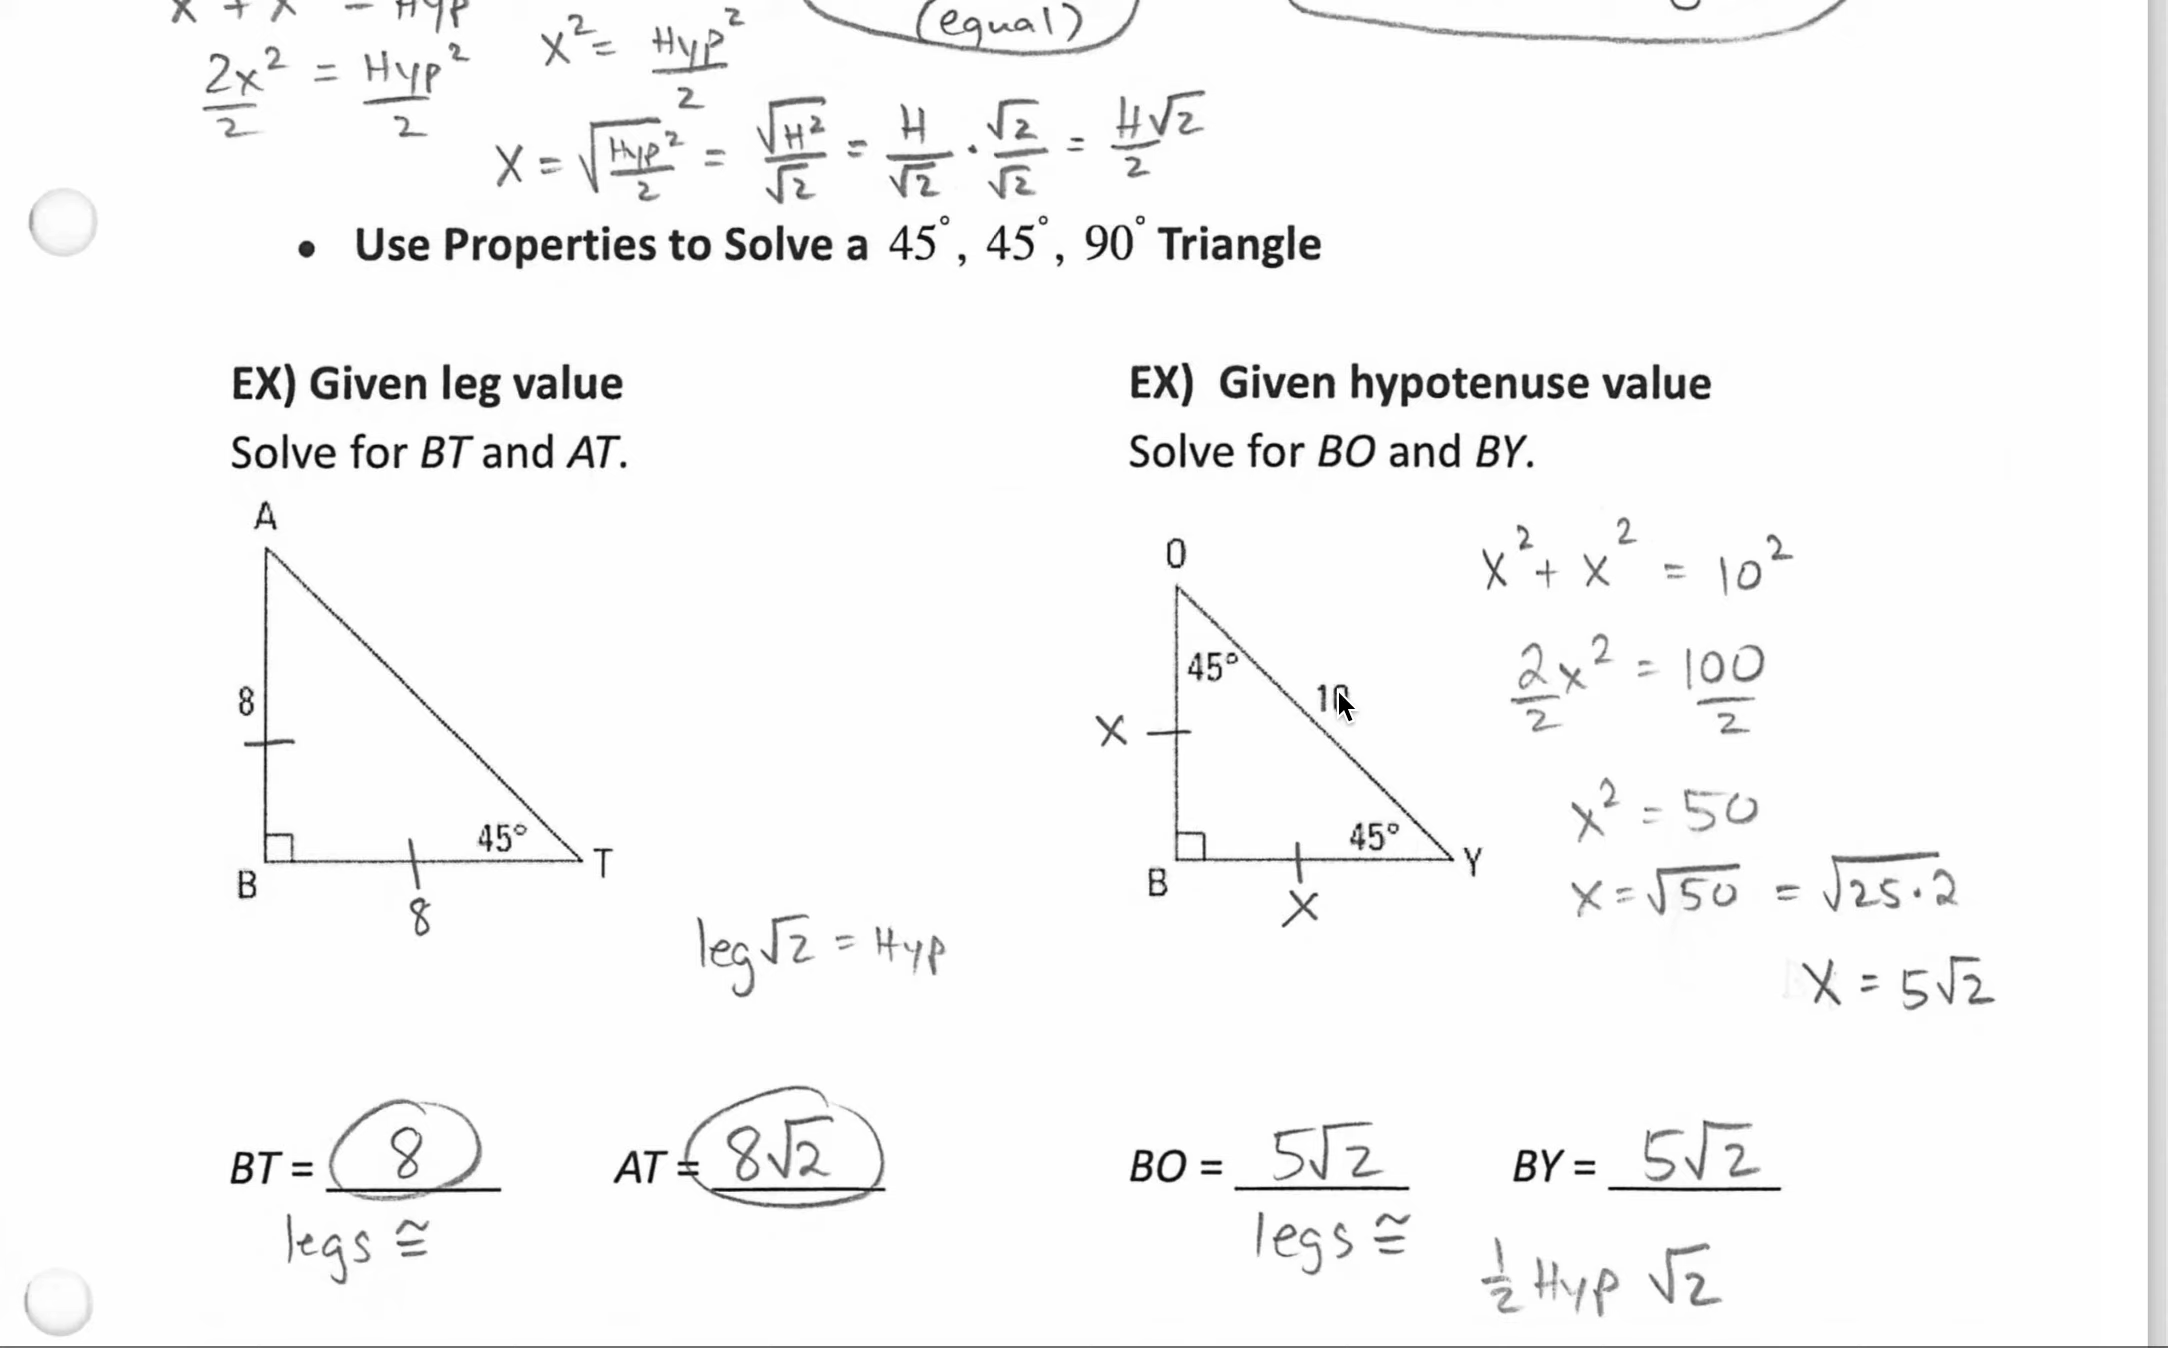 x + x = Hyp
2x² = Hyp²
2 2
x² = Hyp²
2
(equal)
X = √Hyp²/2 = √H²/√2 = H/√2 · √2/√2 = H√2/2
• Use Properties to Solve a 45°, 45°, 90° Triangle
EX) Given leg value
Solve for BT and AT.
A
8
45°
B
T
8
leg√2 = Hyp
BT = 8
legs ≅
AT = 8√2
EX) Given hypotenuse value
Solve for BO and BY.
O
45°
10
X
45°
B
Y
X
x² + x² = 10²
2x² = 100
2 2
x² = 50
x = √50 = √25·2
X = 5√2
BO = 5√2
legs ≅
BY = 5√2
½ Hyp √2